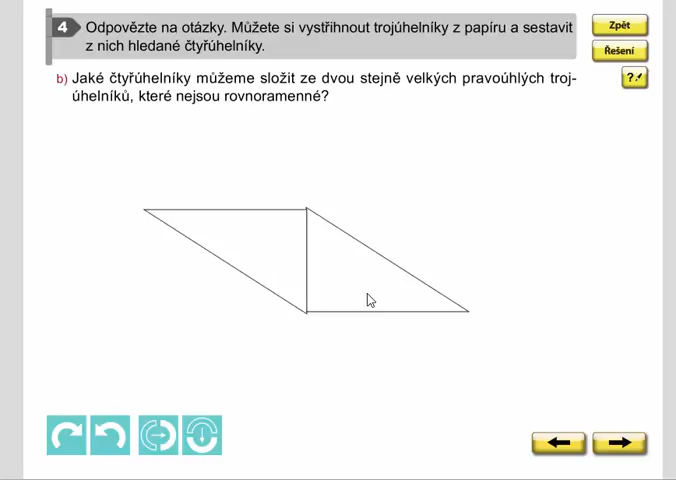 4 Odpovězte na otázky. Můžete si vystřihnout trojúhelníky z papíru a sestavit
z nich hledané čtyřúhelníky.
Zpět
Řešení
?
b) Jaké čtyřúhelníky můžeme složit ze dvou stejně velkých pravoúhlých troj-
úhelníků, které nejsou rovnoramenné?